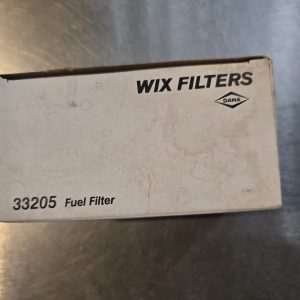 WIX FILTERS
DANA
33205 Fuel Filter